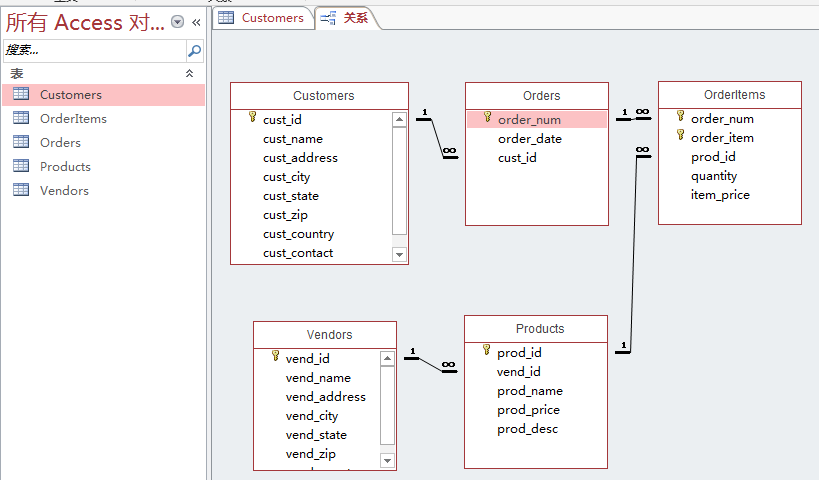 所有 Access 对...
搜索...
表
Customers
OrderItems
Orders
Products
Vendors
Customers
关系
Customers
cust_id
cust_name
cust_address
cust_city
cust_state
cust_zip
cust_country
cust_contact
1
∞
Orders
order_num
order_date
cust_id
1
∞
OrderItems
order_num
order_item
prod_id
quantity
item_price
∞
Vendors
vend_id
vend_name
vend_address
vend_city
vend_state
vend_zip
1
∞
Products
prod_id
vend_id
prod_name
prod_price
prod_desc
1